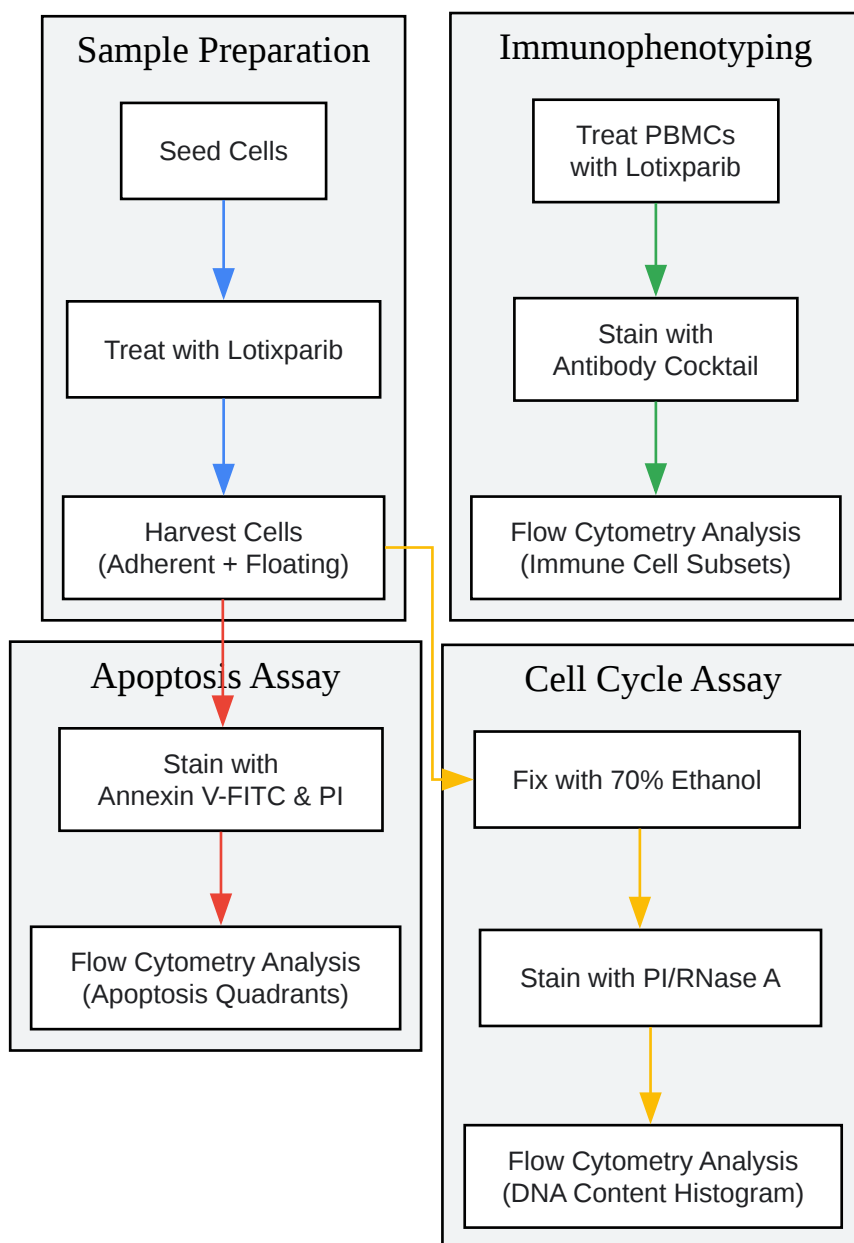 Sample Preparation
Seed Cells
Treat with Lotixparib
Harvest Cells
(Adherent + Floating)
Immunophenotyping
Treat PBMCs
with Lotixparib
Stain with
Antibody Cocktail
Flow Cytometry Analysis
(Immune Cell Subsets)
Apoptosis Assay
Stain with
Annexin V-FITC & PI
Flow Cytometry Analysis
(Apoptosis Quadrants)
Cell Cycle Assay
Fix with 70% Ethanol
Stain with PI/RNase A
Flow Cytometry Analysis
(DNA Content Histogram)